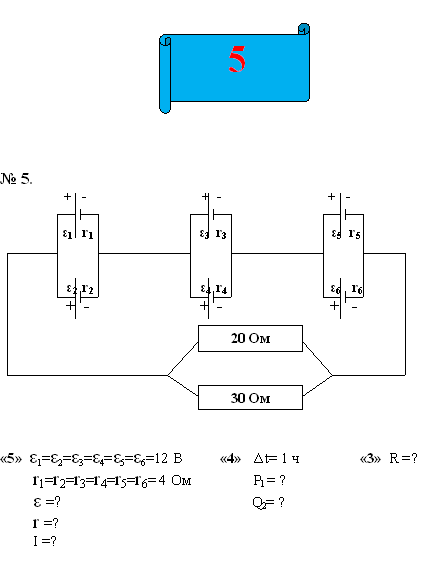 5
№ 5.
+ - + - + -
ε₁ r₁ ε₃ r₃ ε₅ r₅
ε₂ r₂ ε₄ r₄ ε₆ r₆
+ - + - + -
20 Ом
30 Ом
«5» ε₁=ε₂=ε₃=ε₄=ε₅=ε₆=12 В «4» Δt= 1 ч «3» R =?
r₁=r₂=r₃=r₄=r₅=r₆= 4 Ом P₁ = ?
ε =? Q₂= ?
r =?
I =?